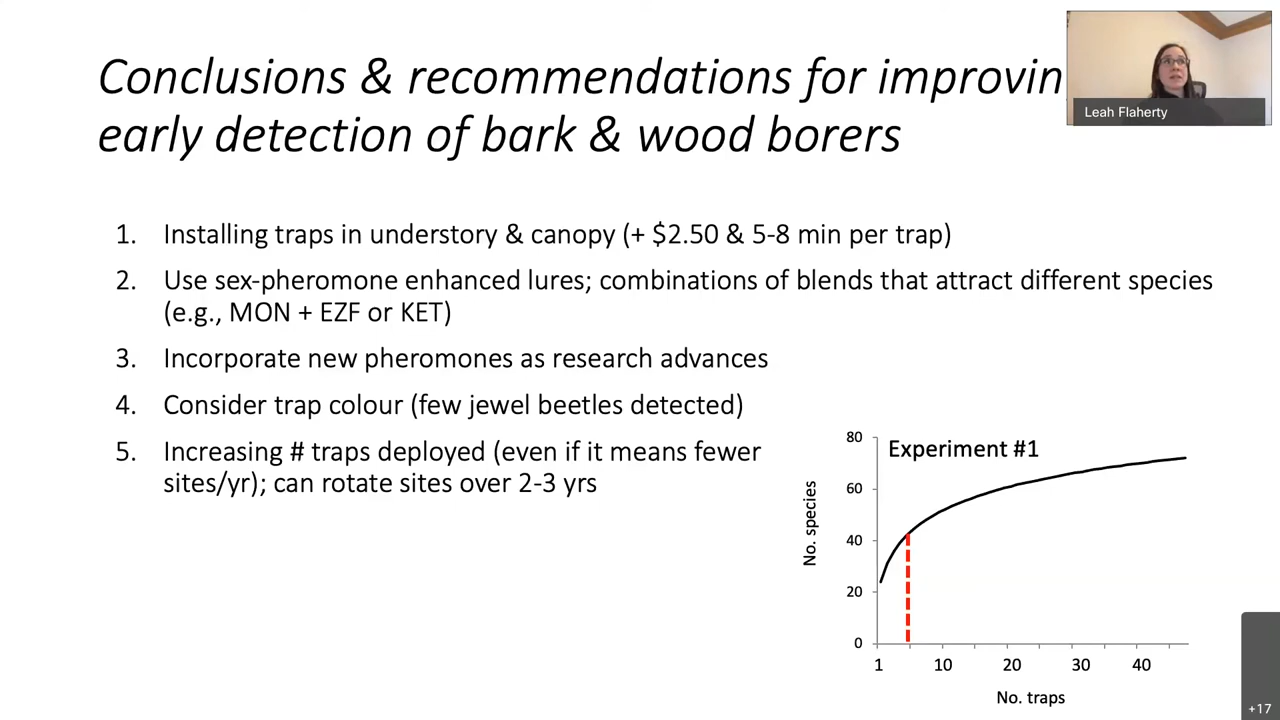 Conclusions & recommendations for improvin
early detection of bark & wood borers
Leah Flaherty
1. Installing traps in understory & canopy (+ $2.50 & 5-8 min per trap)
2. Use sex-pheromone enhanced lures; combinations of blends that attract different species
(e.g., MON + EZF or KET)
3. Incorporate new pheromones as research advances
4. Consider trap colour (few jewel beetles detected)
5. Increasing # traps deployed (even if it means fewer
sites/yr); can rotate sites over 2-3 yrs
Experiment #1
No. species
80
60
40
20
0
1 10 20 30 40
No. traps
+17